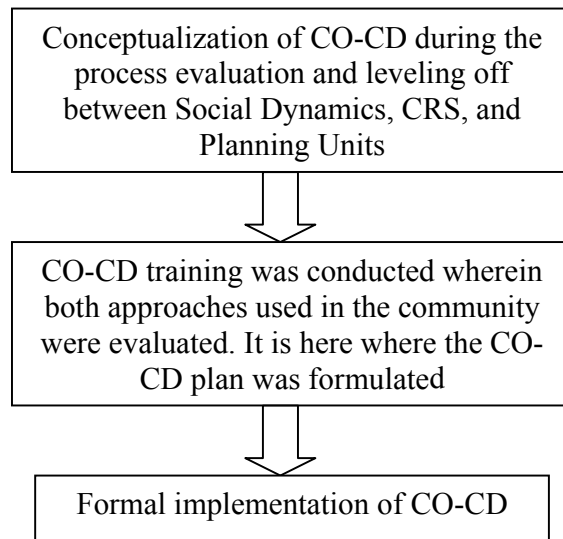 Conceptualization of CO-CD during the
process evaluation and leveling off
between Social Dynamics, CRS, and
Planning Units
CO-CD training was conducted wherein
both approaches used in the community
were evaluated. It is here where the CO-
CD plan was formulated
Formal implementation of CO-CD